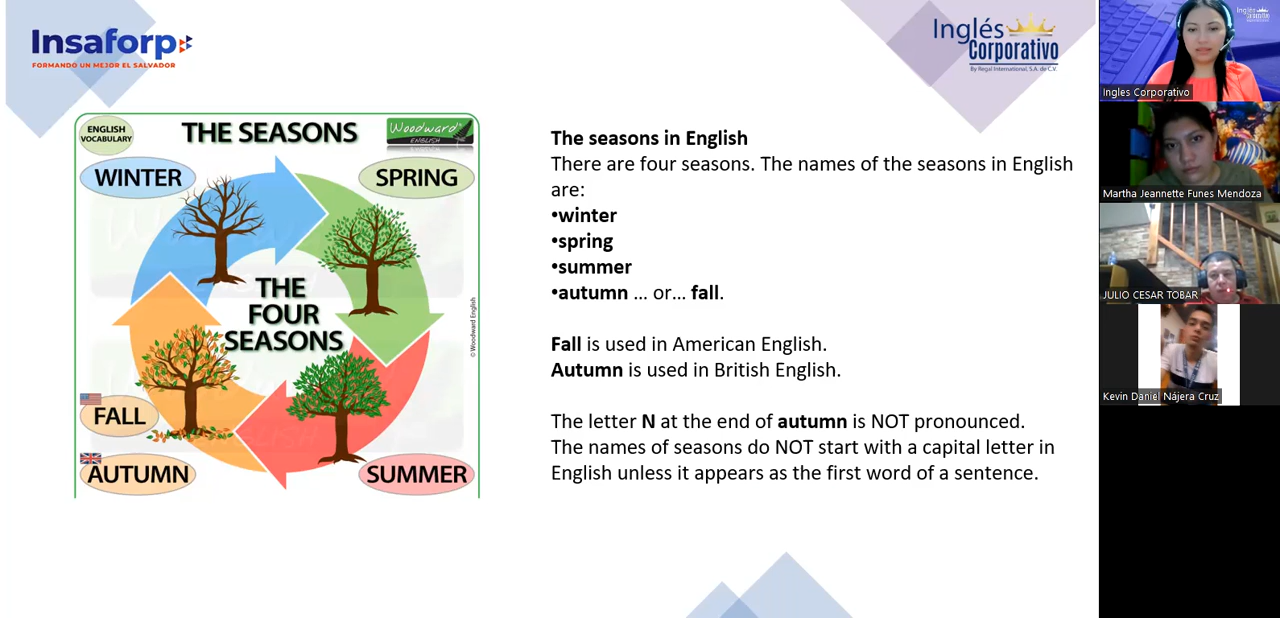 Insaforp
FORMANDO UN MEJOR EL SALVADOR
Inglés
Corporativo
By Regal International, S.A. de C.V.
ENGLISH
VOCABULARY
THE SEASONS
Woodward
ENGLISH
WINTER
SPRING
THE
FOUR
SEASONS
FALL
AUTUMN
SUMMER
© Woodward English
The seasons in English
There are four seasons. The names of the seasons in English
are:
•winter
•spring
•summer
•autumn … or… fall.
Fall is used in American English.
Autumn is used in British English.
The letter N at the end of autumn is NOT pronounced.
The names of seasons do NOT start with a capital letter in
English unless it appears as the first word of a sentence.
Inglés
Ingles Corporativo
Martha Jeannette Funes Mendoza
JULIO CESAR TOBAR
Kevin Daniel Nájera Cruz